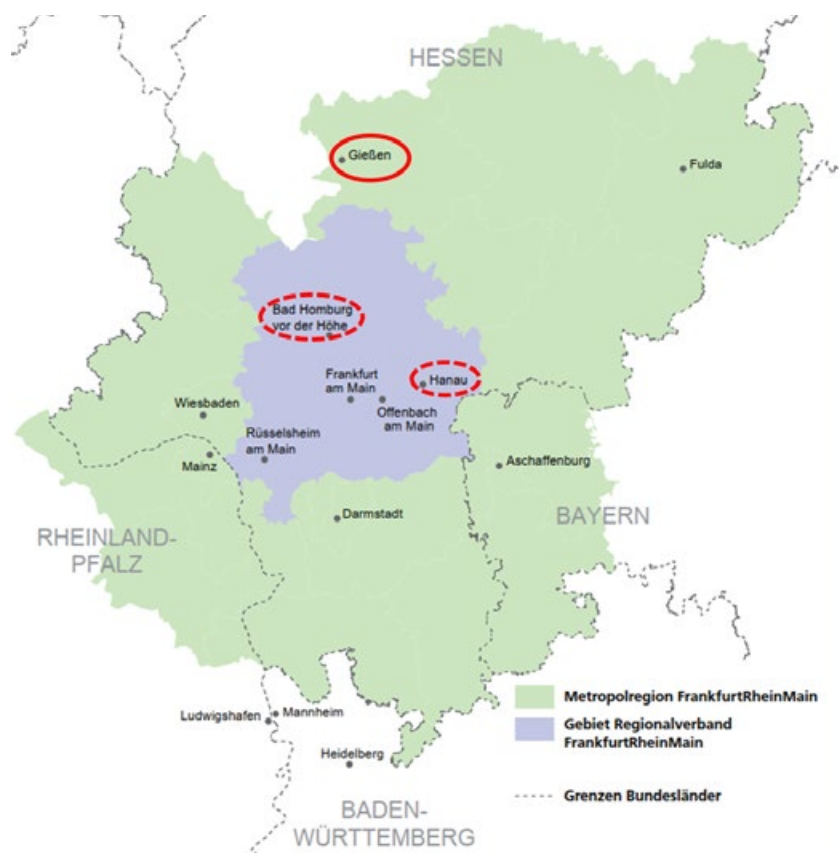 HESSEN
Gießen
Fulda
Bad Homburg
vor der Höhe
Frankfurt
am Main
Hanau
Wiesbaden
Offenbach
am Main
Rüsselsheim
am Main
Mainz
Aschaffenburg
Darmstadt
BAYERN
RHEINLAND-
PFALZ
Metropolregion FrankfurtRheinMain
Ludwigshafen
Mannheim
Gebiet Regionalverband
FrankfurtRheinMain
Heidelberg
Grenzen Bundesländer
BADEN-
WÜRTTEMBERG